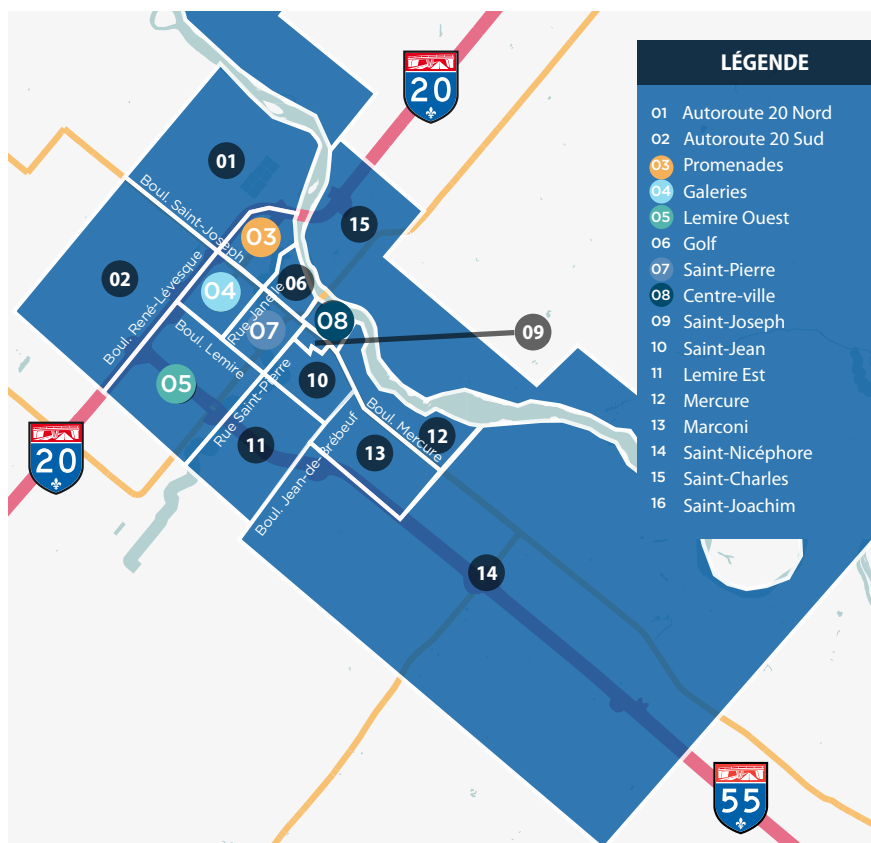 20
LÉGENDE
01 Autoroute 20 Nord
02 Autoroute 20 Sud
03 Promenades
04 Galeries
05 Lemire Ouest
06 Golf
07 Saint-Pierre
08 Centre-ville
09 Saint-Joseph
10 Saint-Jean
11 Lemire Est
12 Mercure
13 Marconi
14 Saint-Nicéphore
15 Saint-Charles
16 Saint-Joachim
01
Boul. Saint-Joseph
15
03
02
06
04
Boul. René-Lévesque
Rue Janelle
08
07
09
Boul. Lemire
10
05
Rue Saint-Pierre
Boul. Mercure
12
11
13
Boul. Jean-de-Brébeuf
20
14
55